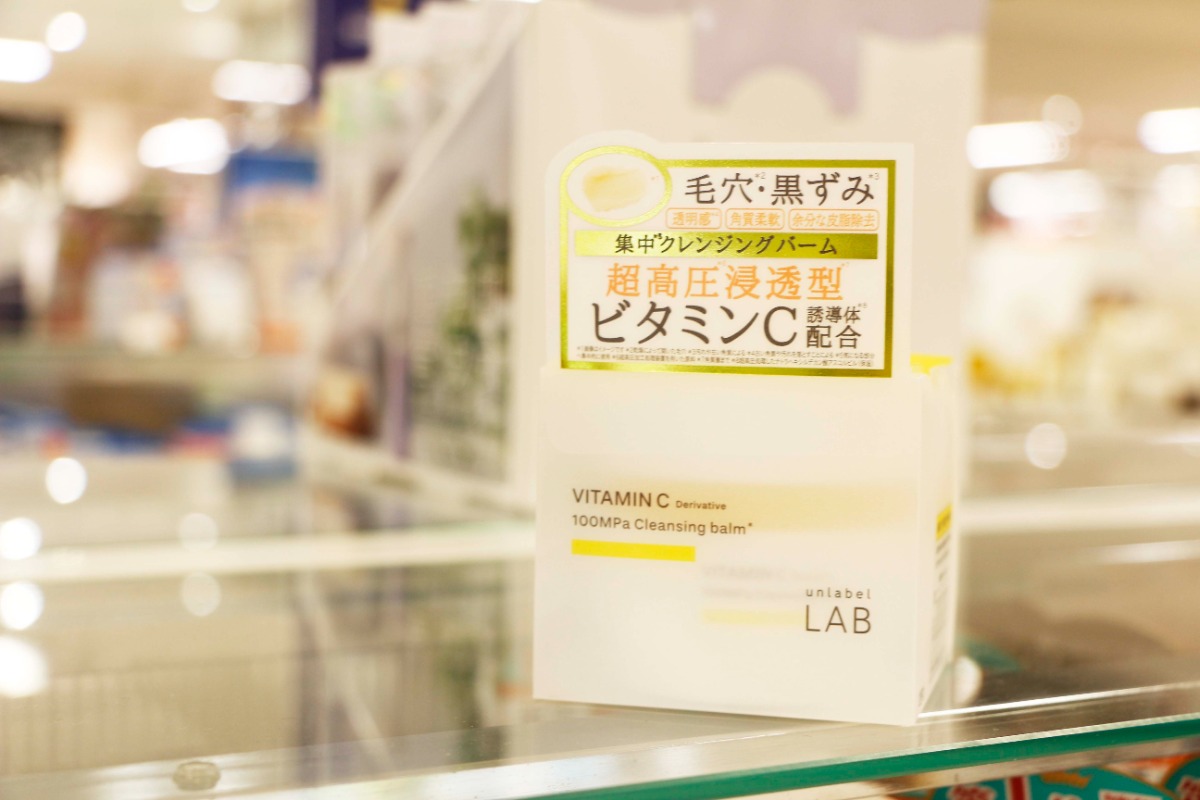 毛穴*2・黒ずみ*3
透明感 角質柔軟 余分な皮脂除去
集中クレンジングバーム
超高圧浸透型
ビタミンC誘導体配合
VITAMIN C Derivative
100MPa Cleansing balm*
unlabel
LAB